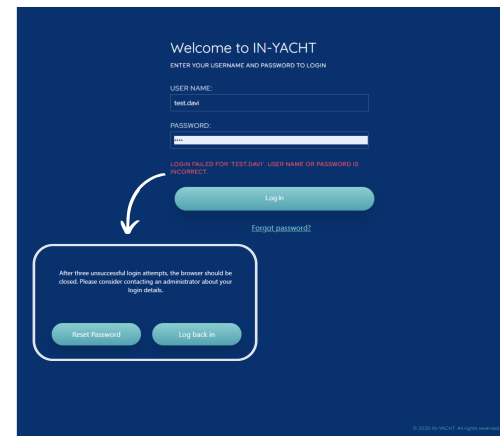 Welcome to IN-YACHT
ENTER YOUR USERNAME AND PASSWORD TO LOGIN
USER NAME:
test.davi
PASSWORD:
••••
LOGIN FAILED FOR 'TEST.DAVI'. USER NAME OR PASSWORD IS
INCORRECT.
Log In
Forgot password?
After three unsuccessful login attempts, the browser should be
closed. Please consider contacting an administrator about your
login details.
Reset Password
Log back in
© 2020 IN-YACHT. All rights reserved